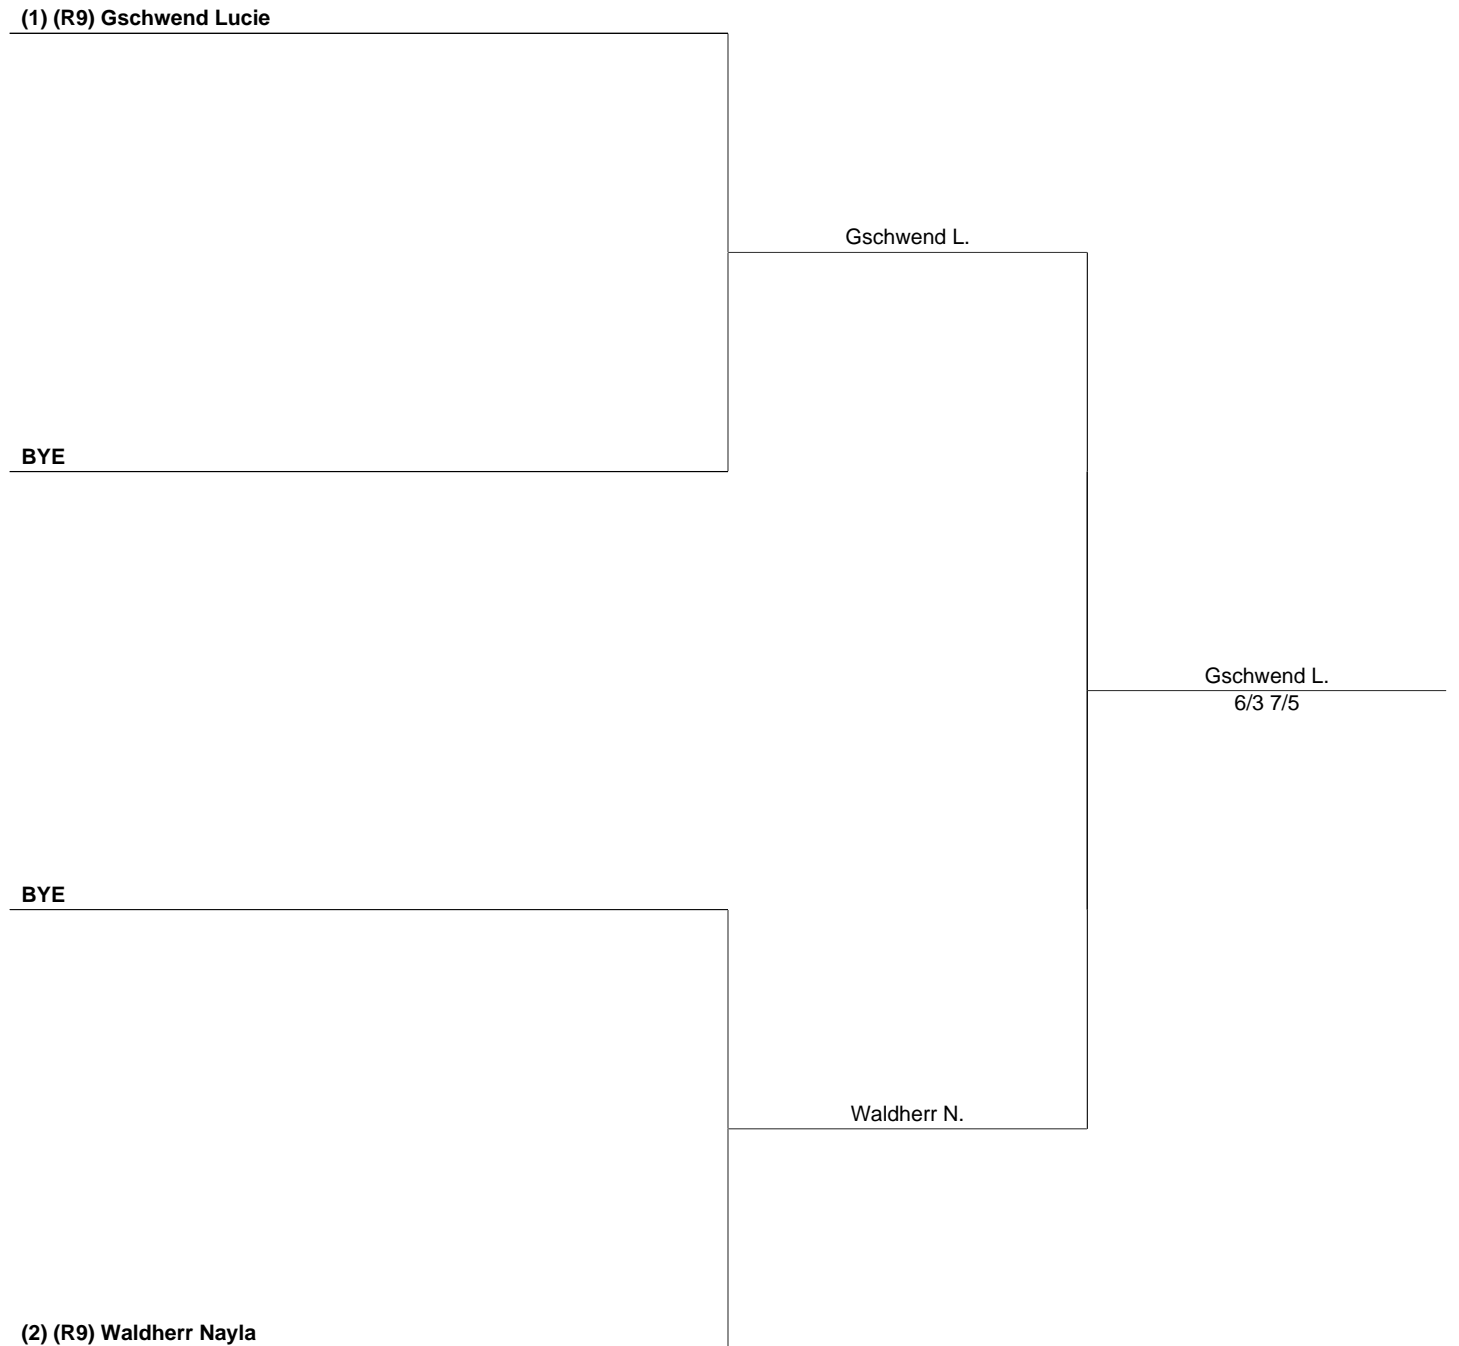 (1) (R9) Gschwend Lucie
Gschwend L.
BYE
Gschwend L.
6/3 7/5
BYE
Waldherr N.
(2) (R9) Waldherr Nayla